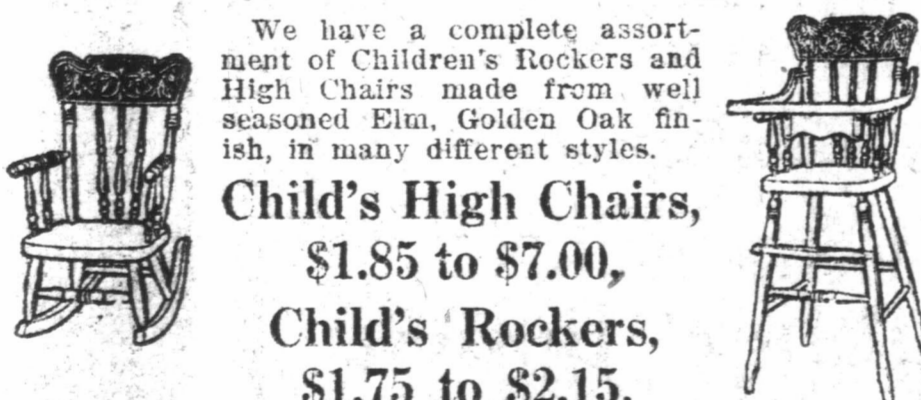 We have a complete assort-
ment of Children's Rockers and
High Chairs made from well
seasoned Elm, Golden Oak fin-
ish, in many different styles.
Child's High Chairs,
$1.85 to $7.00,
Child's Rockers,
$1.75 to $2.15.